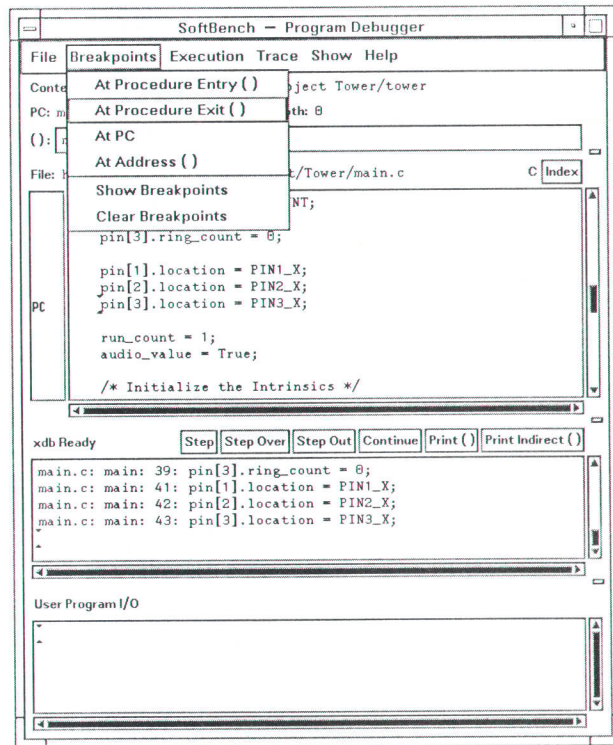 SoftBench — Program Debugger
File Breakpoints Execution Trace Show Help
At Procedure Entry ( )
At Procedure Exit ( )
At PC
At Address ( )
Show Breakpoints
Clear Breakpoints
Tower/tower
PC:
0
( ):
File: /Tower/main.c C Index
pin[3].ring_count = 0;
pin[1].location = PIN1_X;
pin[2].location = PIN2_X;
pin[3].location = PIN3_X;
PC
run_count = 1;
audio_value = True;
/* Initialize the Intrinsics */
xdb Ready Step Step Over Step Out Continue Print ( ) Print Indirect ( )
main.c: main: 39: pin[3].ring_count = 0;
main.c: main: 41: pin[1].location = PIN1_X;
main.c: main: 42: pin[2].location = PIN2_X;
main.c: main: 43: pin[3].location = PIN3_X;
User Program I/O